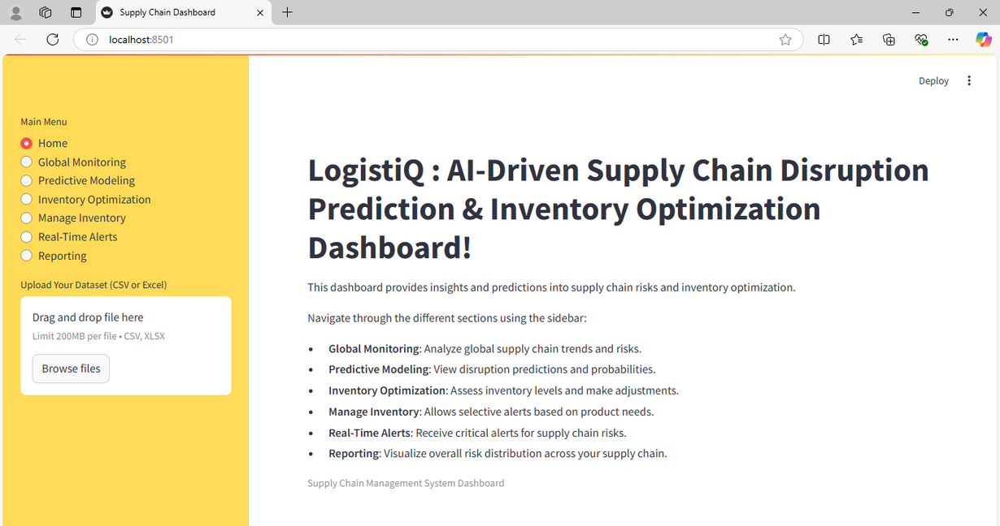 Supply Chain Dashboard
localhost:8501
Deploy
Main Menu
Home
Global Monitoring
Predictive Modeling
Inventory Optimization
Manage Inventory
Real-Time Alerts
Reporting
Upload Your Dataset (CSV or Excel)
Drag and drop file here
Limit 200MB per file • CSV, XLSX
Browse files
LogistiQ : AI-Driven Supply Chain Disruption
Prediction & Inventory Optimization
Dashboard!
This dashboard provides insights and predictions into supply chain risks and inventory optimization.
Navigate through the different sections using the sidebar:
• Global Monitoring: Analyze global supply chain trends and risks.
• Predictive Modeling: View disruption predictions and probabilities.
• Inventory Optimization: Assess inventory levels and make adjustments.
• Manage Inventory: Allows selective alerts based on product needs.
• Real-Time Alerts: Receive critical alerts for supply chain risks.
• Reporting: Visualize overall risk distribution across your supply chain.
Supply Chain Management System Dashboard